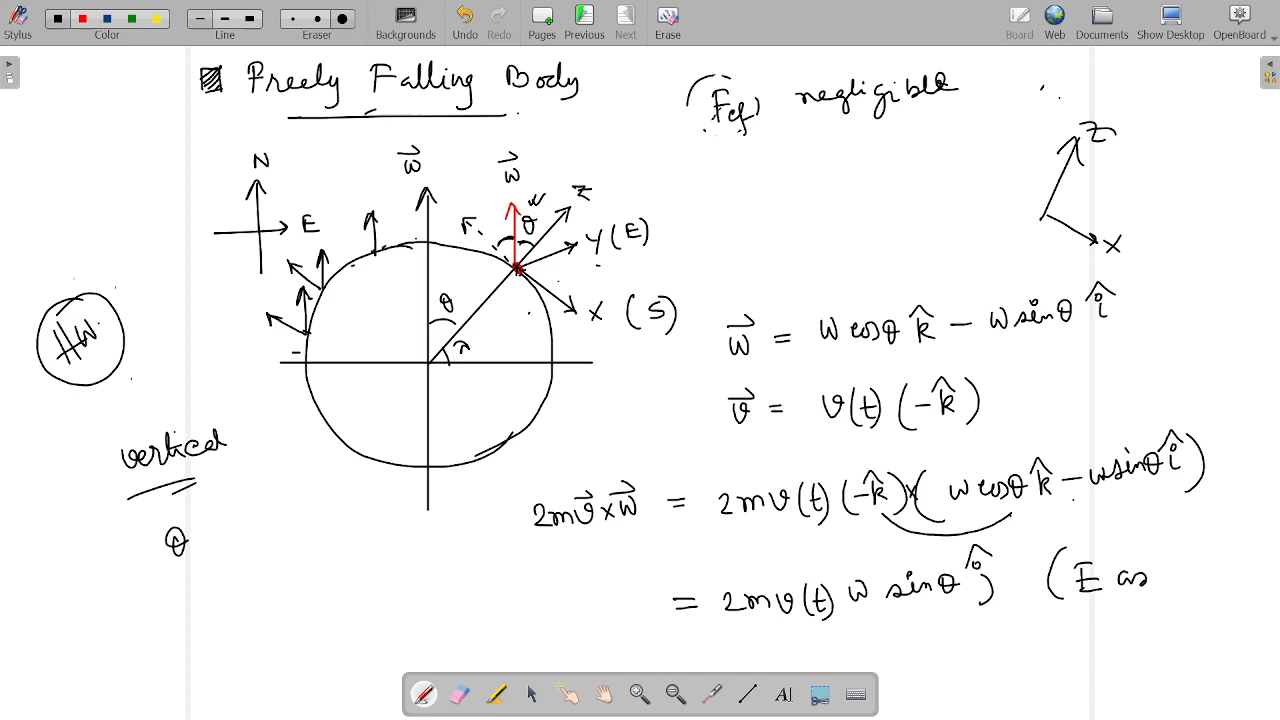 Stylus
Color
Line
Eraser
Backgrounds
Undo
Redo
Pages
Previous
Next
Erase
Board
Web
Documents
Show Desktop
OpenBoard
Freely Falling Body
(Fcf) negligible
Z
X
N
E
w⃗
w⃗
θ
Z
Y(E)
X (S)
θ
λ
HW
vertical
θ
w⃗ = w cosθ k̂ − w sinθ î
v⃗ = v(t) (−k̂)
2mv⃗×w⃗ = 2mv(t) (−k̂)×(w cosθ k̂ − w sinθ î)
= 2mv(t) w sinθ ĵ (E as
A